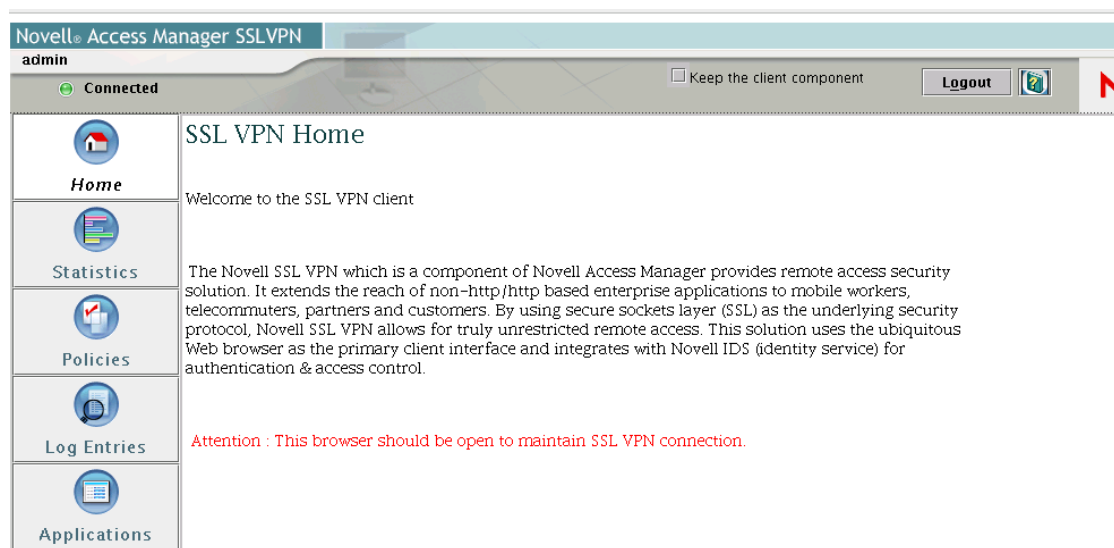 Novell® Access Manager SSLVPN
admin
Connected
Keep the client component
Logout
N
Home
Statistics
Policies
Log Entries
Applications
SSL VPN Home
Welcome to the SSL VPN client
The Novell SSL VPN which is a component of Novell Access Manager provides remote access security
solution. It extends the reach of non-http/http based enterprise applications to mobile workers,
telecommuters, partners and customers. By using secure sockets layer (SSL) as the underlying security
protocol, Novell SSL VPN allows for truly unrestricted remote access. This solution uses the ubiquitous
Web browser as the primary client interface and integrates with Novell IDS (identity service) for
authentication & access control.
Attention : This browser should be open to maintain SSL VPN connection.